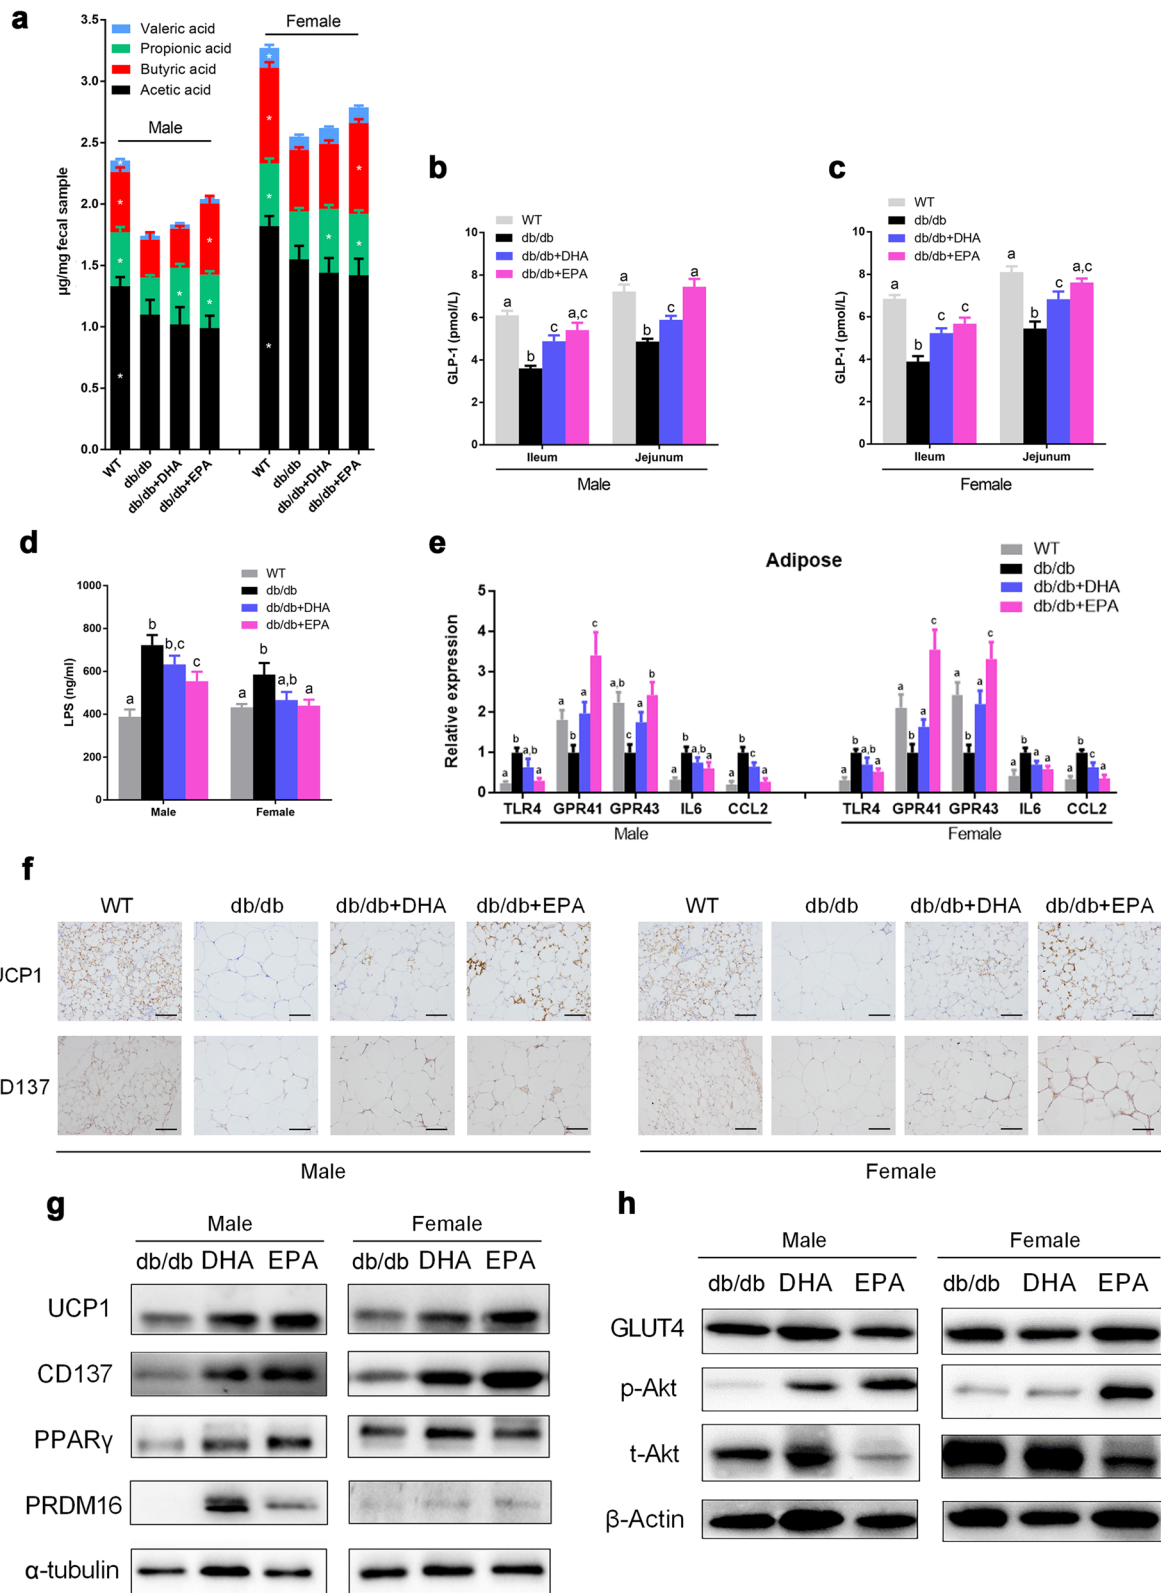 a
Valeric acid
Propionic acid
Butyric acid
Acetic acid
Male
Female
µg/mg fecal sample
3.5
3.0
2.5
2.0
1.5
1.0
0.5
0.0
* * * *
* *
* * *
* * * *
*
* *
WT
db/db
db/db+DHA
db/db+EPA
WT
db/db
db/db+DHA
db/db+EPA
b
WT
db/db
db/db+DHA
db/db+EPA
GLP-1 (pmol/L)
10
8
6
4
2
0
a b c a,c
a b c a
Ileum Jejunum
Male
c
WT
db/db
db/db+DHA
db/db+EPA
GLP-1 (pmol/L)
10
8
6
4
2
0
a b c c
a b c a,c
Ileum Jejunum
Female
d
WT
db/db
db/db+DHA
db/db+EPA
LPS (ng/ml)
1000
800
600
400
200
0
a b b,c c
a b a,b a
Male Female
e
Adipose
WT
db/db
db/db+DHA
db/db+EPA
Relative expression
5
4
3
2
1
0
a b a,b a
a b a c
a,b c a b
a b a,b a
a b c a
a b a,b a
a b a c
a b a c
a b a a
a b c a
TLR4 GPR41 GPR43 IL6 CCL2 TLR4 GPR41 GPR43 IL6 CCL2
Male Female
f
WT db/db db/db+DHA db/db+EPA WT db/db db/db+DHA db/db+EPA
UCP1
D137
Male Female
g
Male Female
db/db DHA EPA db/db DHA EPA
UCP1
CD137
PPARγ
PRDM16
α-tubulin
h
Male Female
db/db DHA EPA db/db DHA EPA
GLUT4
p-Akt
t-Akt
β-Actin